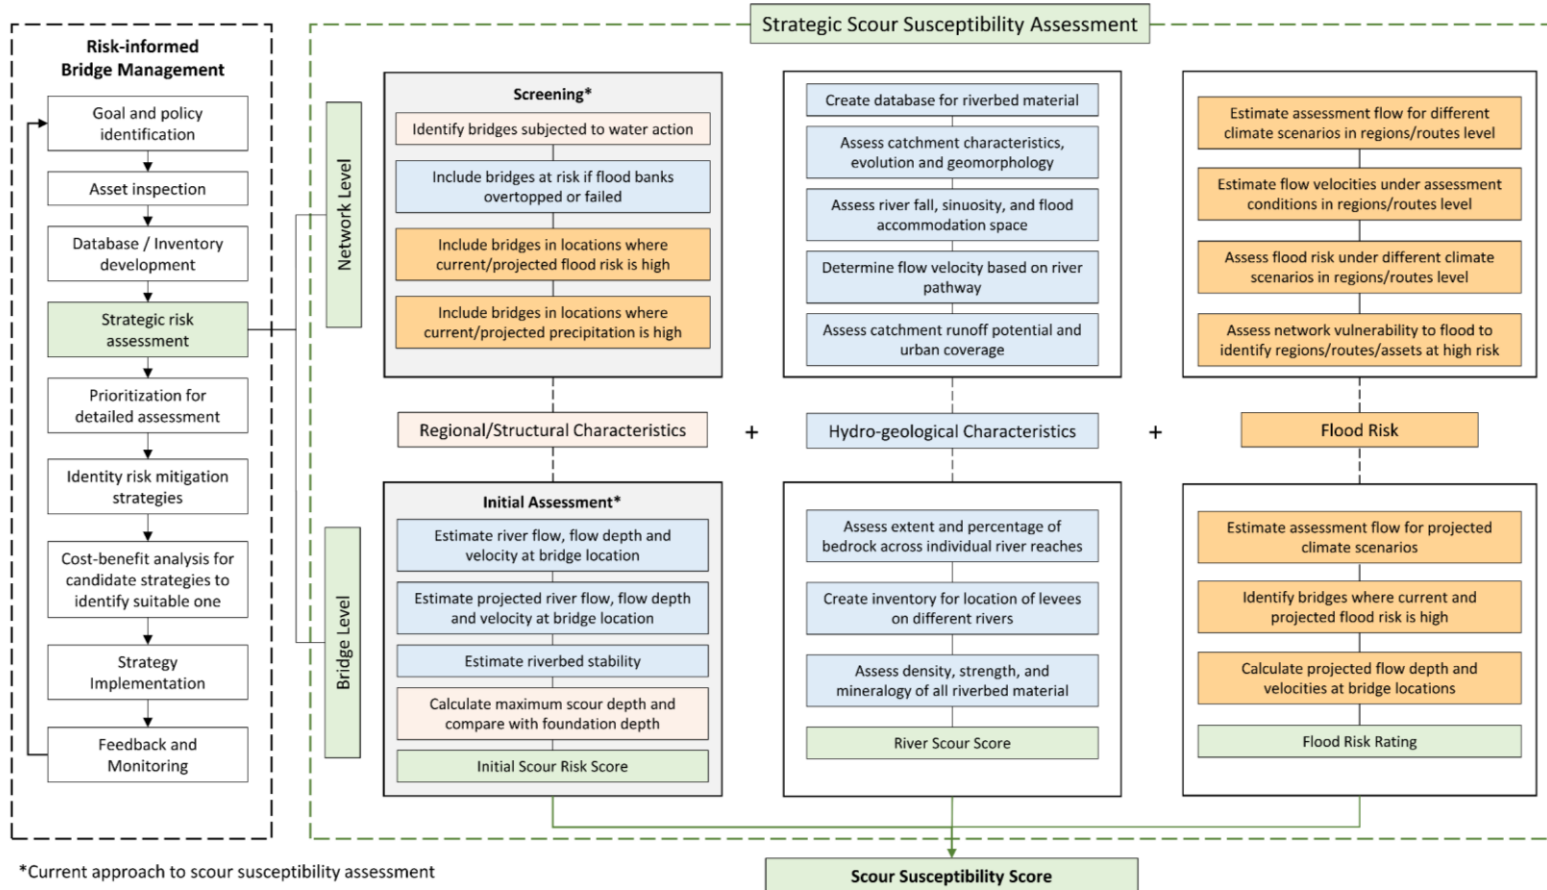 Strategic Scour Susceptibility Assessment
Risk-informed
Bridge Management
Goal and policy
identification
Asset inspection
Database / Inventory
development
Strategic risk
assessment
Prioritization for
detailed assessment
Identity risk mitigation
strategies
Cost-benefit analysis for
candidate strategies to
identify suitable one
Strategy
Implementation
Feedback and
Monitoring
Network Level
Screening*
Identify bridges subjected to water action
Include bridges at risk if flood banks
overtopped or failed
Include bridges in locations where
current/projected flood risk is high
Include bridges in locations where
current/projected precipitation is high
Create database for riverbed material
Assess catchment characteristics,
evolution and geomorphology
Assess river fall, sinuosity, and flood
accommodation space
Determine flow velocity based on river
pathway
Assess catchment runoff potential and
urban coverage
Estimate assessment flow for different
climate scenarios in regions/routes level
Estimate flow velocities under assessment
conditions in regions/routes level
Assess flood risk under different climate
scenarios in regions/routes level
Assess network vulnerability to flood to
identify regions/routes/assets at high risk
Regional/Structural Characteristics
+
Hydro-geological Characteristics
+
Flood Risk
Bridge Level
Initial Assessment*
Estimate river flow, flow depth and
velocity at bridge location
Estimate projected river flow, flow depth
and velocity at bridge location
Estimate riverbed stability
Calculate maximum scour depth and
compare with foundation depth
Initial Scour Risk Score
Assess extent and percentage of
bedrock across individual river reaches
Create inventory for location of levees
on different rivers
Assess density, strength, and
mineralogy of all riverbed material
River Scour Score
Estimate assessment flow for projected
climate scenarios
Identify bridges where current and
projected flood risk is high
Calculate projected flow depth and
velocities at bridge locations
Flood Risk Rating
*Current approach to scour susceptibility assessment
Scour Susceptibility Score